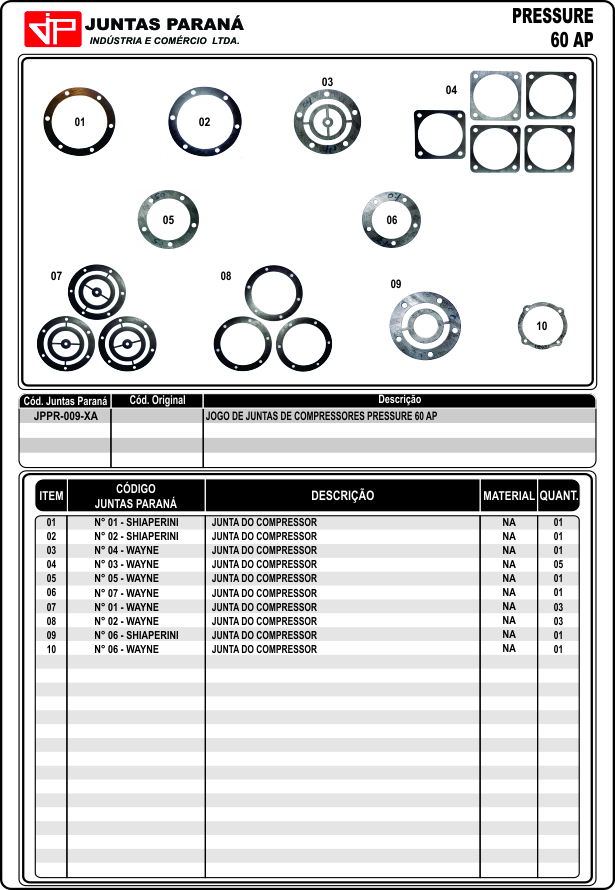 JP
JUNTAS PARANÁ
INDÚSTRIA E COMÉRCIO LTDA.
PRESSURE
60 AP
01
02
03
04
05
06
07
08
09
10
Cód. Juntas Paraná Cód. Original Descrição
JPPR-009-XA JOGO DE JUNTAS DE COMPRESSORES PRESSURE 60 AP
ITEM CÓDIGO JUNTAS PARANÁ DESCRIÇÃO MATERIAL QUANT.
01 N° 01 - SHIAPERINI JUNTA DO COMPRESSOR NA 01
02 N° 02 - SHIAPERINI JUNTA DO COMPRESSOR NA 01
03 N° 04 - WAYNE JUNTA DO COMPRESSOR NA 01
04 N° 03 - WAYNE JUNTA DO COMPRESSOR NA 05
05 N° 05 - WAYNE JUNTA DO COMPRESSOR NA 01
06 N° 07 - WAYNE JUNTA DO COMPRESSOR NA 01
07 N° 01 - WAYNE JUNTA DO COMPRESSOR NA 03
08 N° 02 - WAYNE JUNTA DO COMPRESSOR NA 03
09 N° 06 - SHIAPERINI JUNTA DO COMPRESSOR NA 01
10 N° 06 - WAYNE JUNTA DO COMPRESSOR NA 01